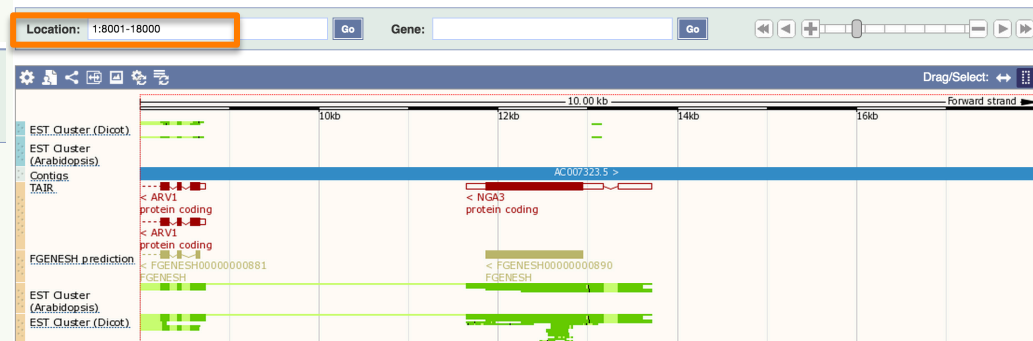 Location: 1:8001-18000 Go Gene: Go
Drag/Select:
10.00 kb Forward strand
10kb 12kb 14kb 16kb
EST Cluster (Dicot)
EST Cluster
(Arabidopsis)
Contigs AC007323.5 >
TAIR
< ARV1 < NGA3
protein coding protein coding
< ARV1
protein coding
FGENESH prediction
< FGENESH00000000881 < FGENESH00000000890
FGENESH FGENESH
EST Cluster
(Arabidopsis)
EST Cluster (Dicot)